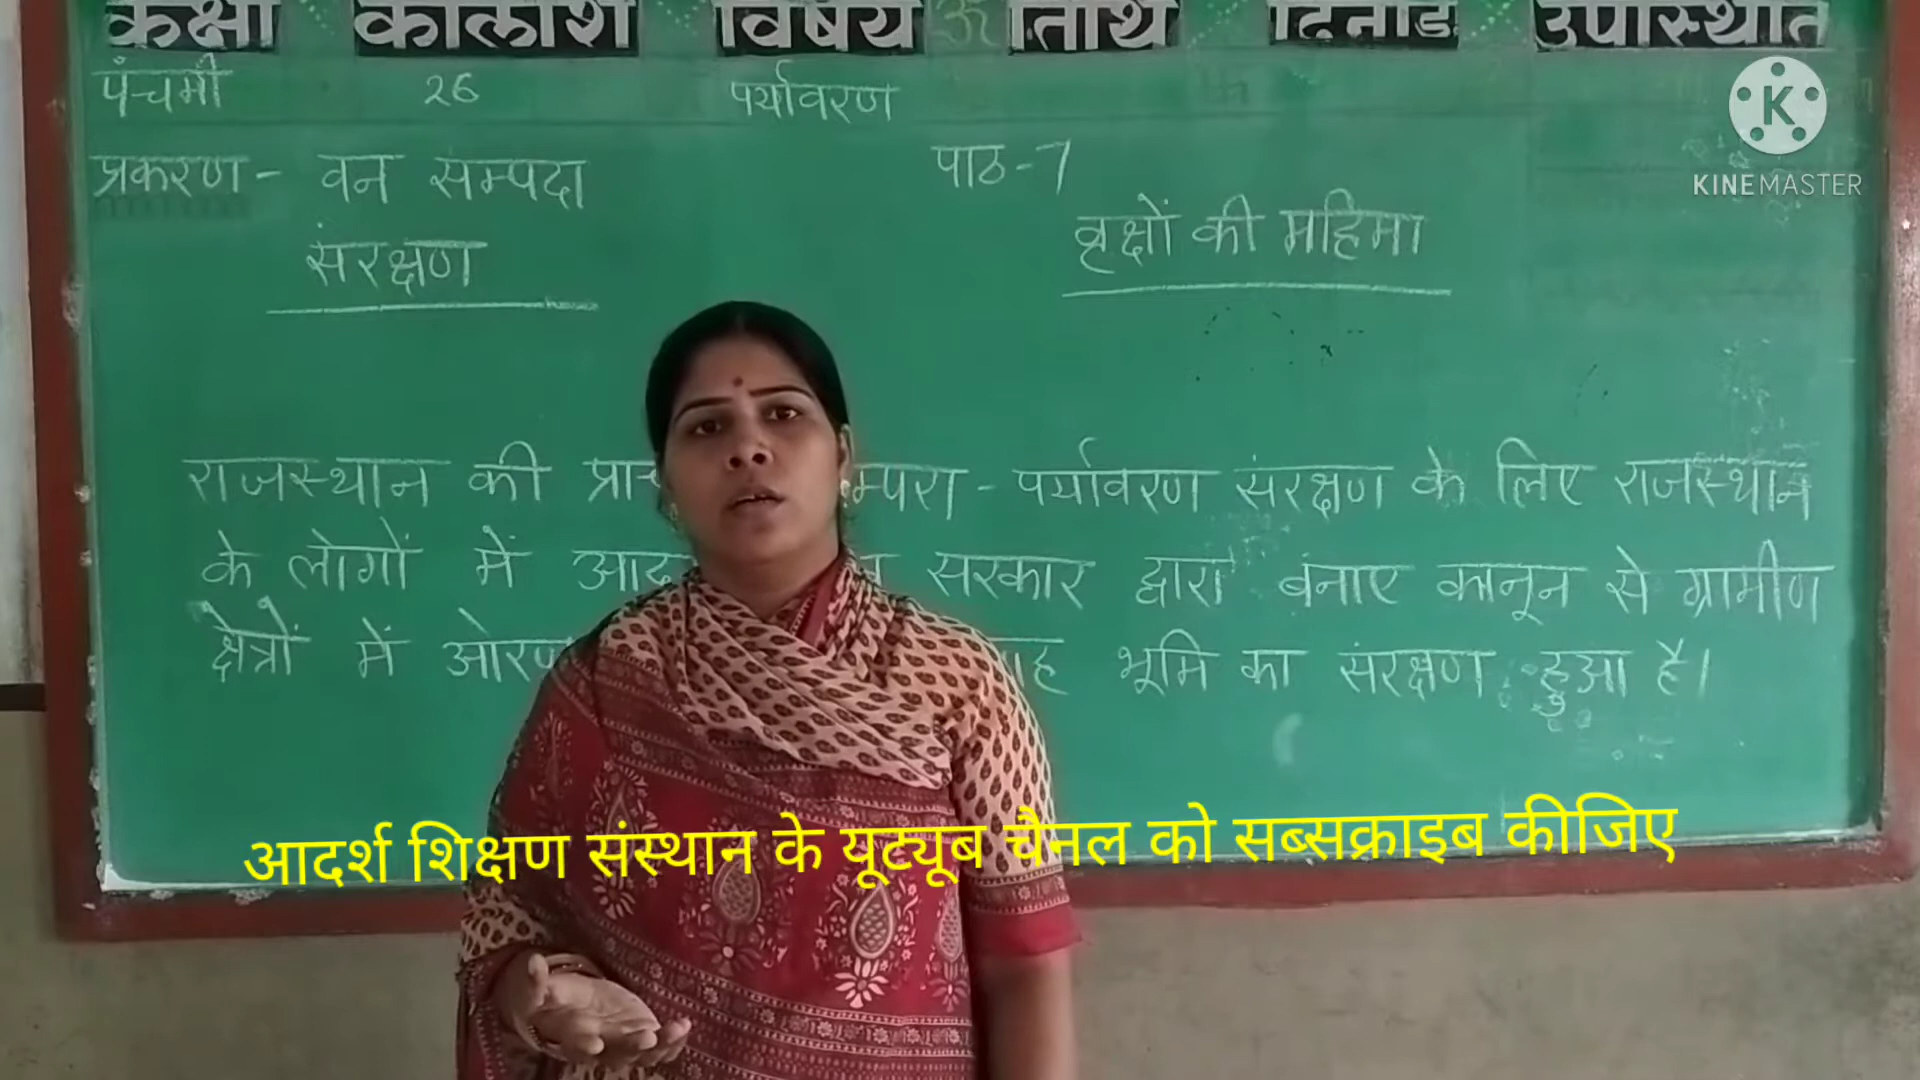 कक्षा कालांश विषय ॐ तिथि दिनांक उपस्थिति
पंचमी 26 पर्यावरण
KINEMASTER
प्रकरण - वन सम्पदा
संरक्षण
पाठ-7
वृक्षों की महिमा
राजस्थान की म्परा - पर्यावरण संरक्षण के लिए राजस्थान
के लोगों में सरकार द्वारा बनाए कानून से ग्रामीण
क्षेत्रों में भूमि का संरक्षण हुआ है।
आदर्श शिक्षण संस्थान के यूट्यूब चैनल को सब्सक्राइब कीजिए